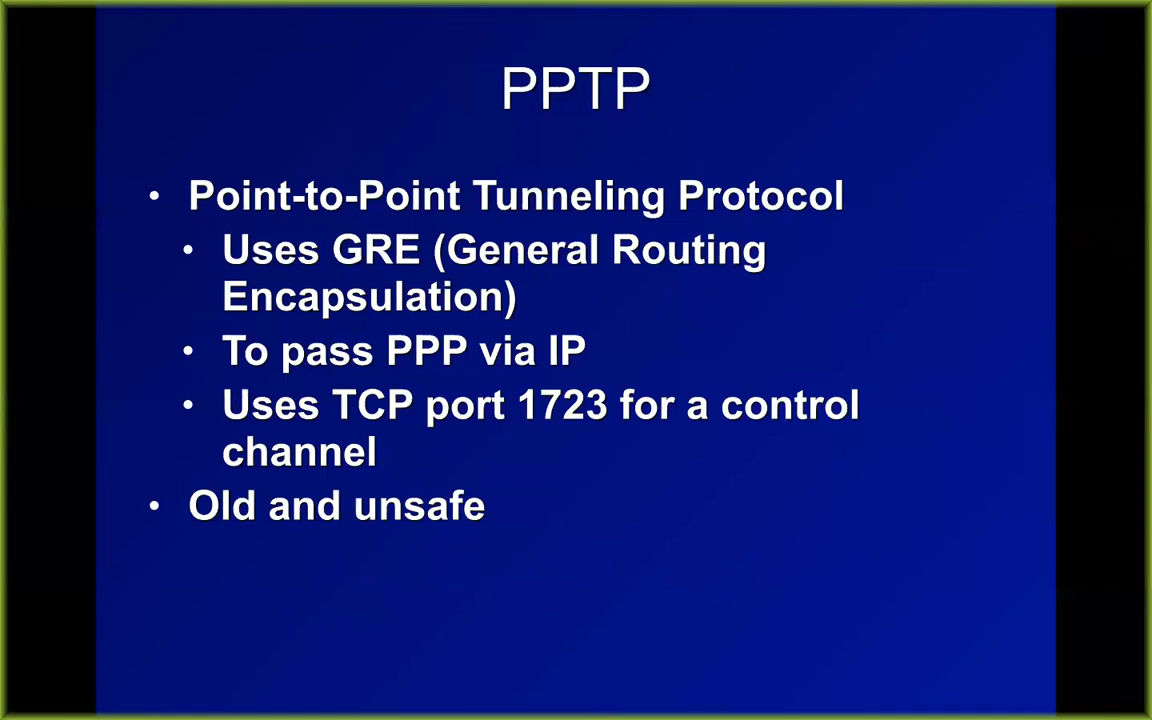 PPTP
• Point-to-Point Tunneling Protocol
• Uses GRE (General Routing
Encapsulation)
• To pass PPP via IP
• Uses TCP port 1723 for a control
channel
• Old and unsafe